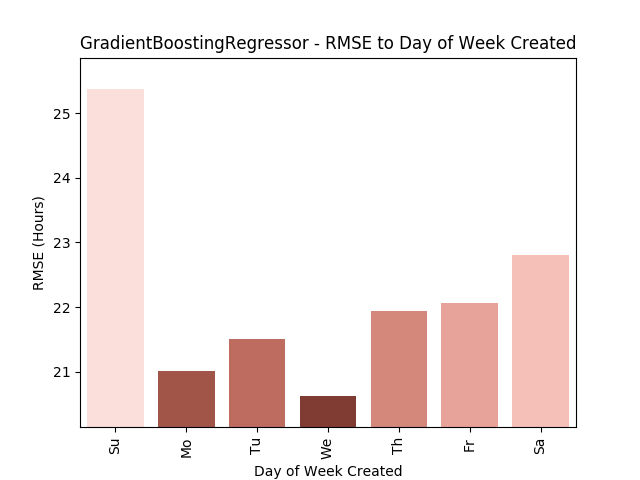 GradientBoostingRegressor - RMSE to Day of Week Created
25
24
23
22
21
RMSE (Hours)
Su
Mo
Tu
We
Th
Fr
Sa
Day of Week Created